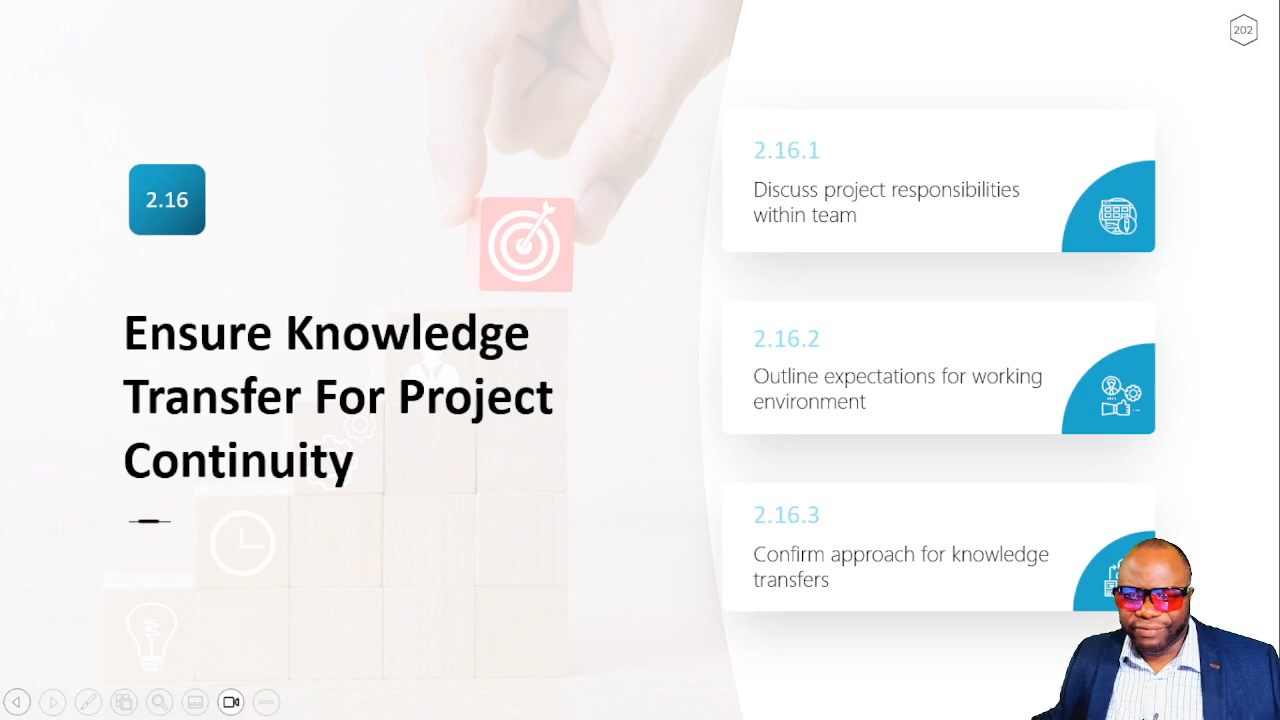 202
2.16
Ensure Knowledge
Transfer For Project
Continuity
2.16.1
Discuss project responsibilities
within team
2.16.2
Outline expectations for working
environment
2.16.3
Confirm approach for knowledge
transfers